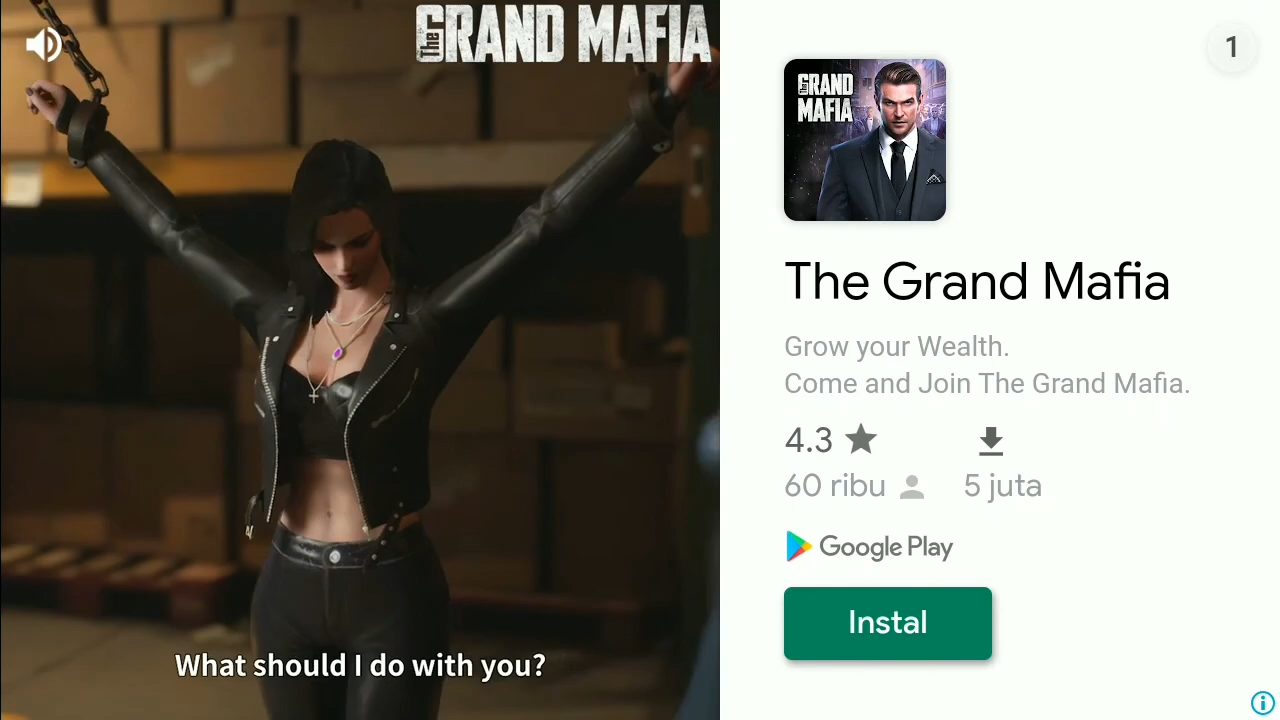 The GRAND MAFIA
What should I do with you?
1
The GRAND
MAFIA
The Grand Mafia
Grow your Wealth.
Come and Join The Grand Mafia.
4.3
60 ribu
5 juta
Google Play
Instal